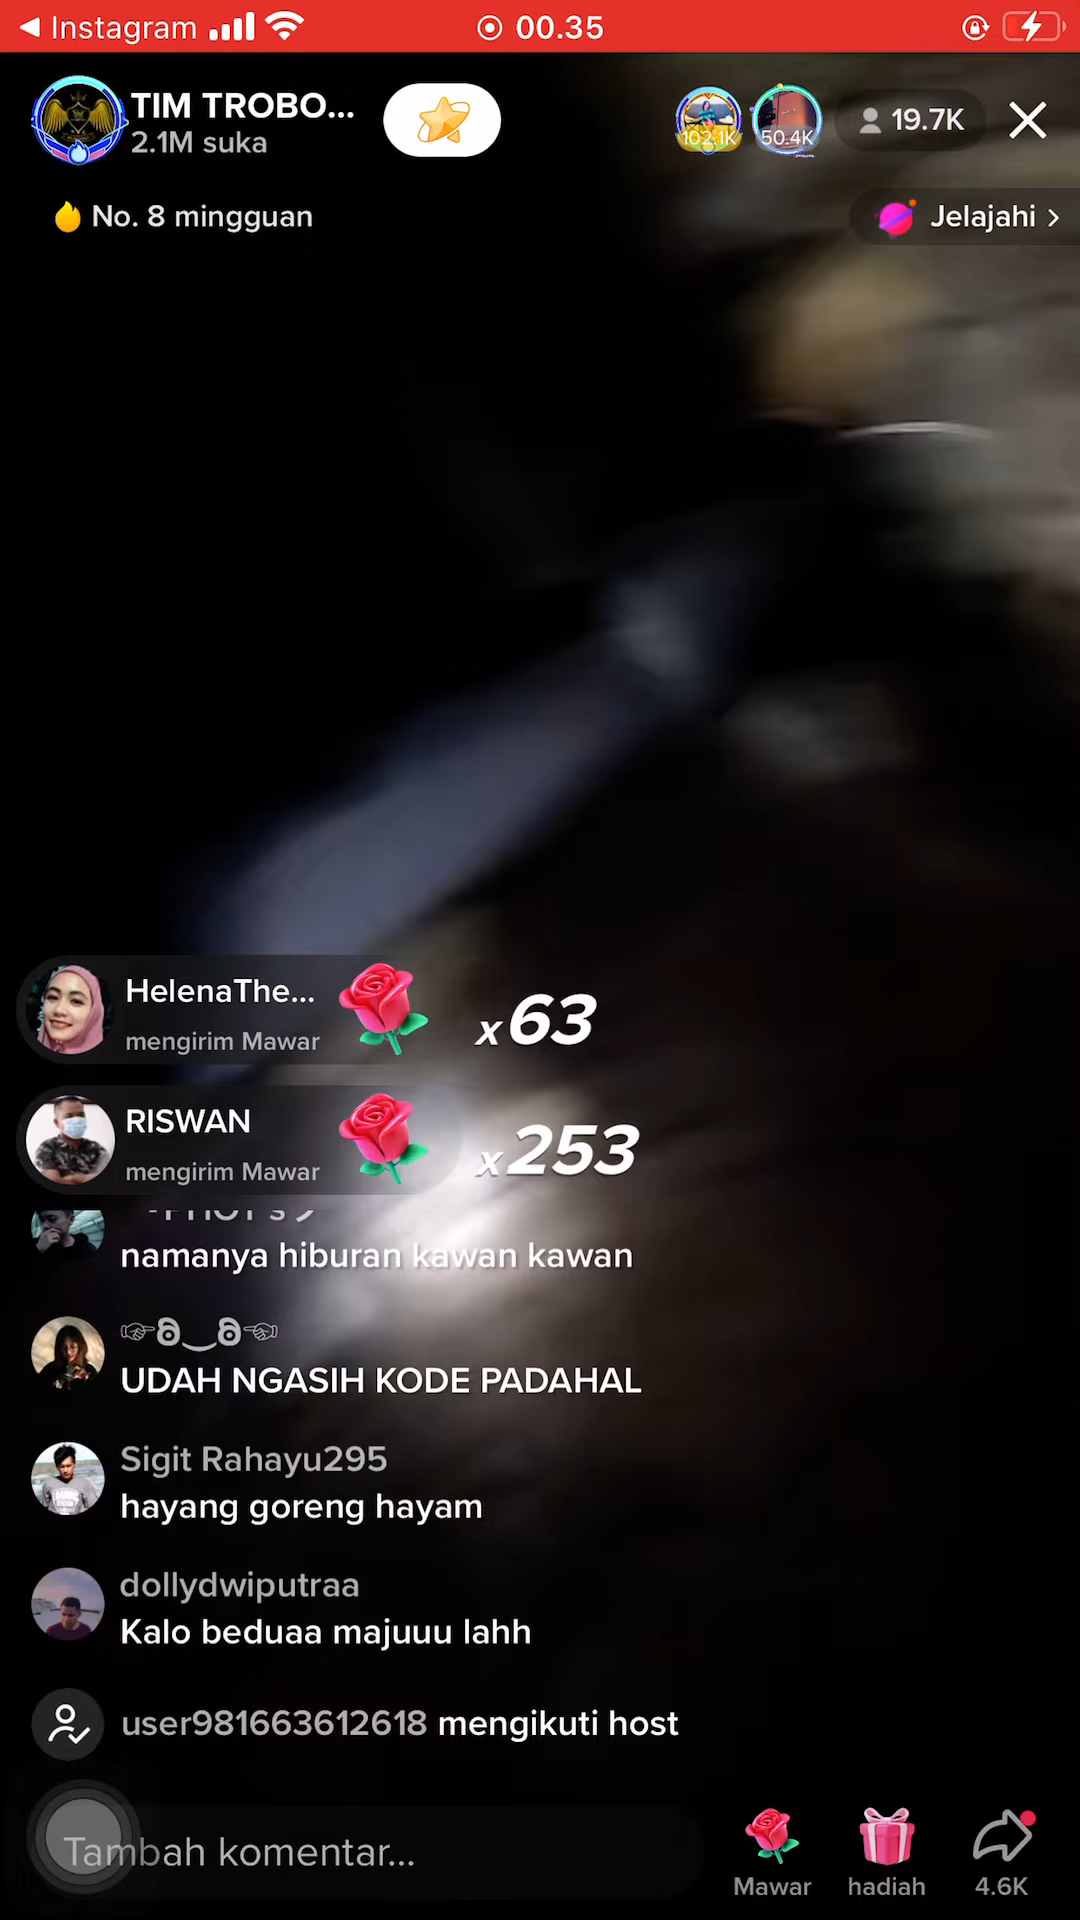 Instagram
00.35
TIM TROBO...
2.1M suka
102.1K
50.4K
19.7K
No. 8 mingguan
Jelajahi
HelenaThe...
mengirim Mawar
x63
RISWAN
mengirim Mawar
x253
namanya hiburan kawan kawan
UDAH NGASIH KODE PADAHAL
Sigit Rahayu295
hayang goreng hayam
dollydwiputraa
Kalo beduaa majuuu lahh
user981663612618 mengikuti host
Tambah komentar...
Mawar
hadiah
4.6K